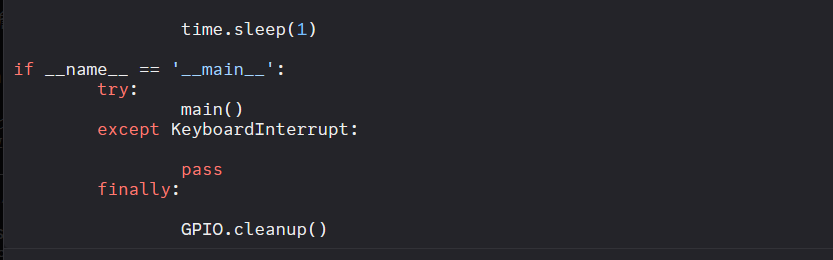 time.sleep(1)
if __name__ == '__main__':
try:
main()
except KeyboardInterrupt:
pass
finally:
GPIO.cleanup()